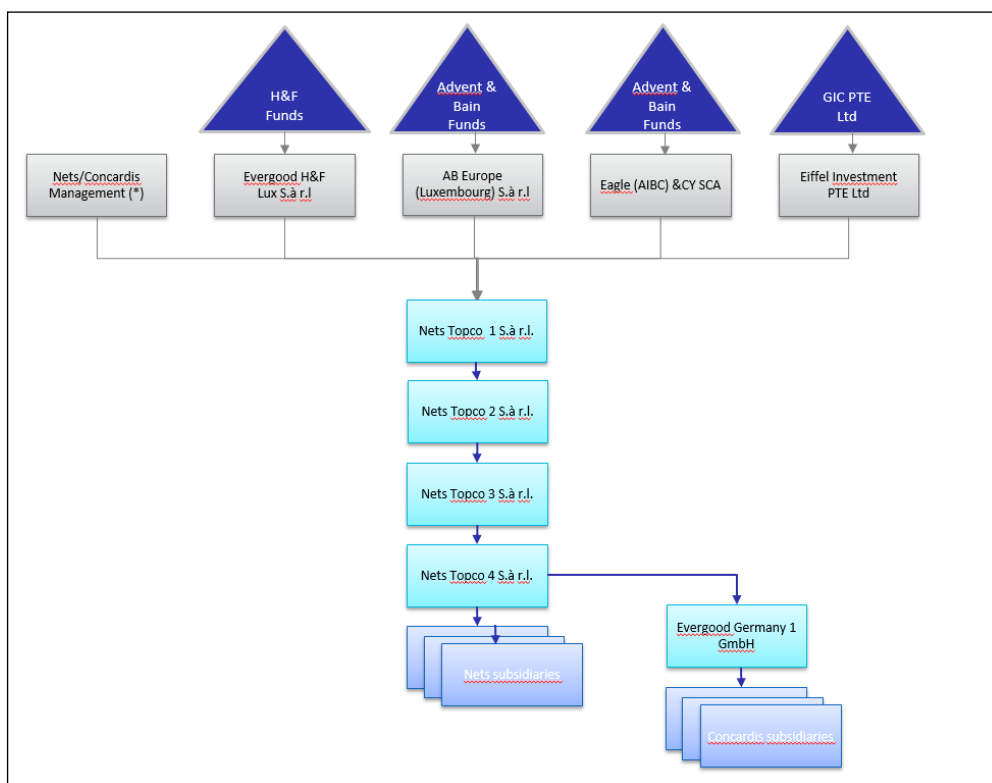 H&F
Funds
Advent &
Bain
Funds
Advent &
Bain
Funds
GIC PTE
Ltd
Nets/Concardis
Management (*)
Evergood H&F
Lux S.à r.l
AB Europe
(Luxembourg) S.à r.l
Eagle (AIBC) &CY SCA
Eiffel Investment
PTE Ltd
Nets Topco 1 S.à r.l.
Nets Topco 2 S.à r.l.
Nets Topco 3 S.à r.l.
Nets Topco 4 S.à r.l.
Evergood Germany 1
GmbH
Nets subsidiaries
Concardis subsidiaries